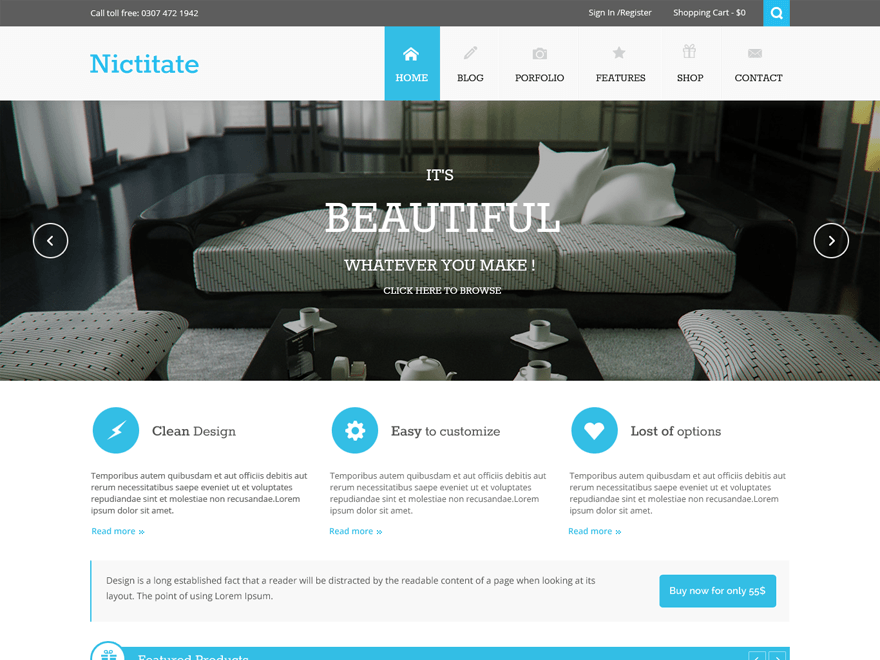 Call toll free: 0307 472 1942
Sign In /Register
Shopping Cart - $0
Nictitate
HOME
BLOG
PORFOLIO
FEATURES
SHOP
CONTACT
IT'S
BEAUTIFUL
WHATEVER YOU MAKE !
CLICK HERE TO BROWSE
Clean Design
Temporibus autem quibusdam et aut officiis debitis aut
rerum necessitatibus saepe eveniet ut et voluptates
repudiandae sint et molestiae non recusandae.Lorem
ipsum dolor sit amet.
Read more »
Easy to customize
Temporibus autem quibusdam et aut officiis debitis aut
rerum necessitatibus saepe eveniet ut et voluptates
repudiandae sint et molestiae non recusandae.Lorem
ipsum dolor sit amet.
Read more »
Lost of options
Temporibus autem quibusdam et aut officiis debitis aut
rerum necessitatibus saepe eveniet ut et voluptates
repudiandae sint et molestiae non recusandae.Lorem
ipsum dolor sit amet.
Read more »
Design is a long established fact that a reader will be distracted by the readable content of a page when looking at its
layout. The point of using Lorem Ipsum.
Buy now for only 55$
Featured Products